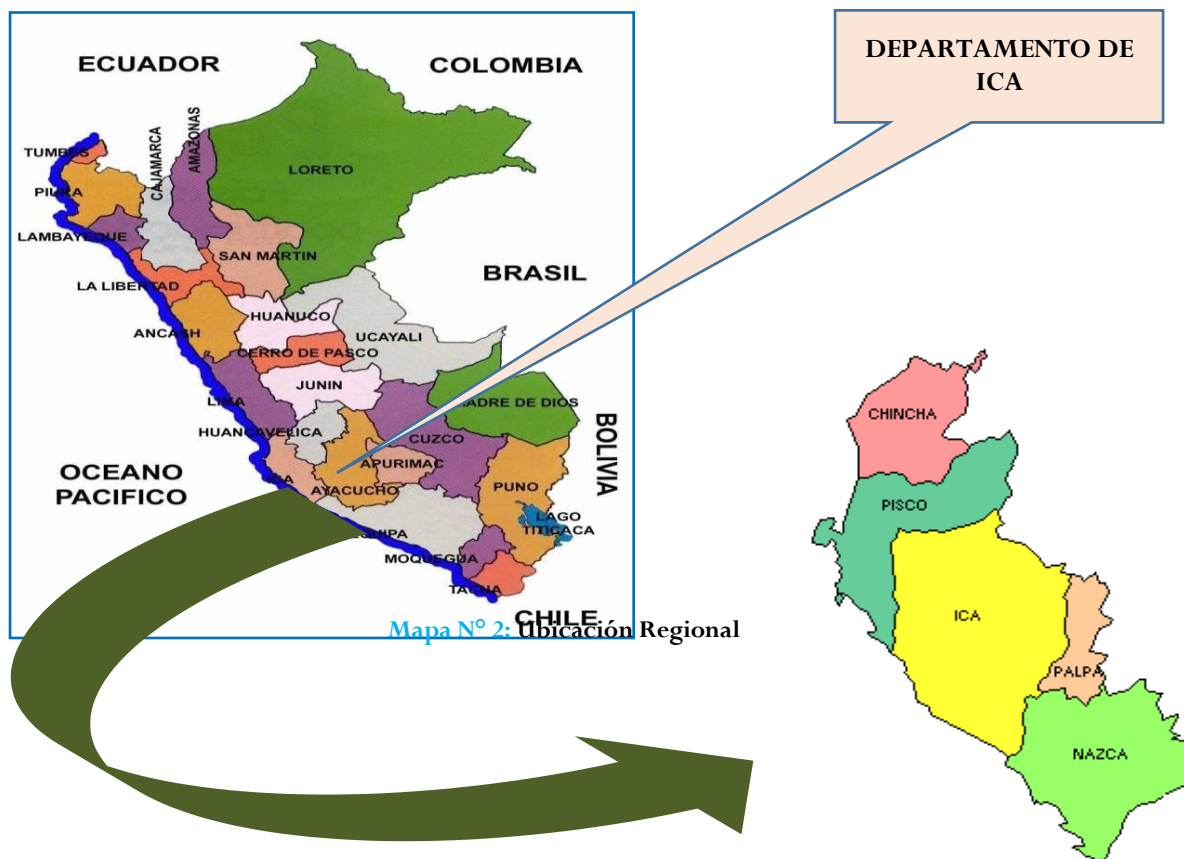 DEPARTAMENTO DE
ICA
ECUADOR
COLOMBIA
TUMBES
CAJAMARCA
AMAZONAS
LORETO
PIURA
LAMBAYEQUE
SAN MARTIN
BRASIL
LA LIBERTAD
HUANUCO
ANCASH
UCAYALI
CERRO DE PASCO
JUNIN
LIMA
MADRE DE DIOS
HUANCAVELICA
CUZCO
BOLIVIA
OCEANO
PACIFICO
ICA
APURIMAC
AYACUCHO
PUNO
LAGO
TITICACA
EQUIPA
MOQUEGUA
TACNA
CHILE
Mapa N° 2: Ubicación Regional
CHINCHA
PISCO
ICA
PALPA
NAZCA